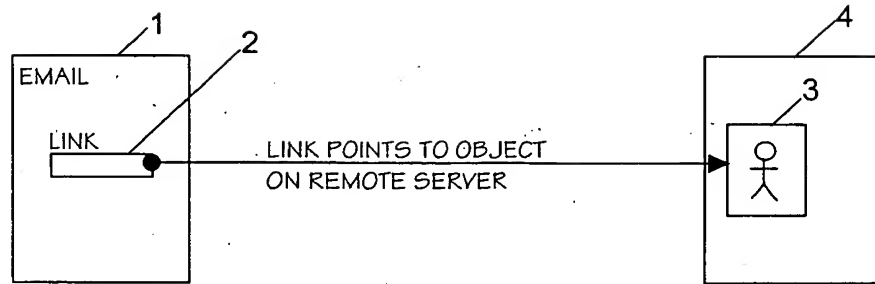 1
2
4
EMAIL
3
LINK
LINK POINTS TO OBJECT
ON REMOTE SERVER